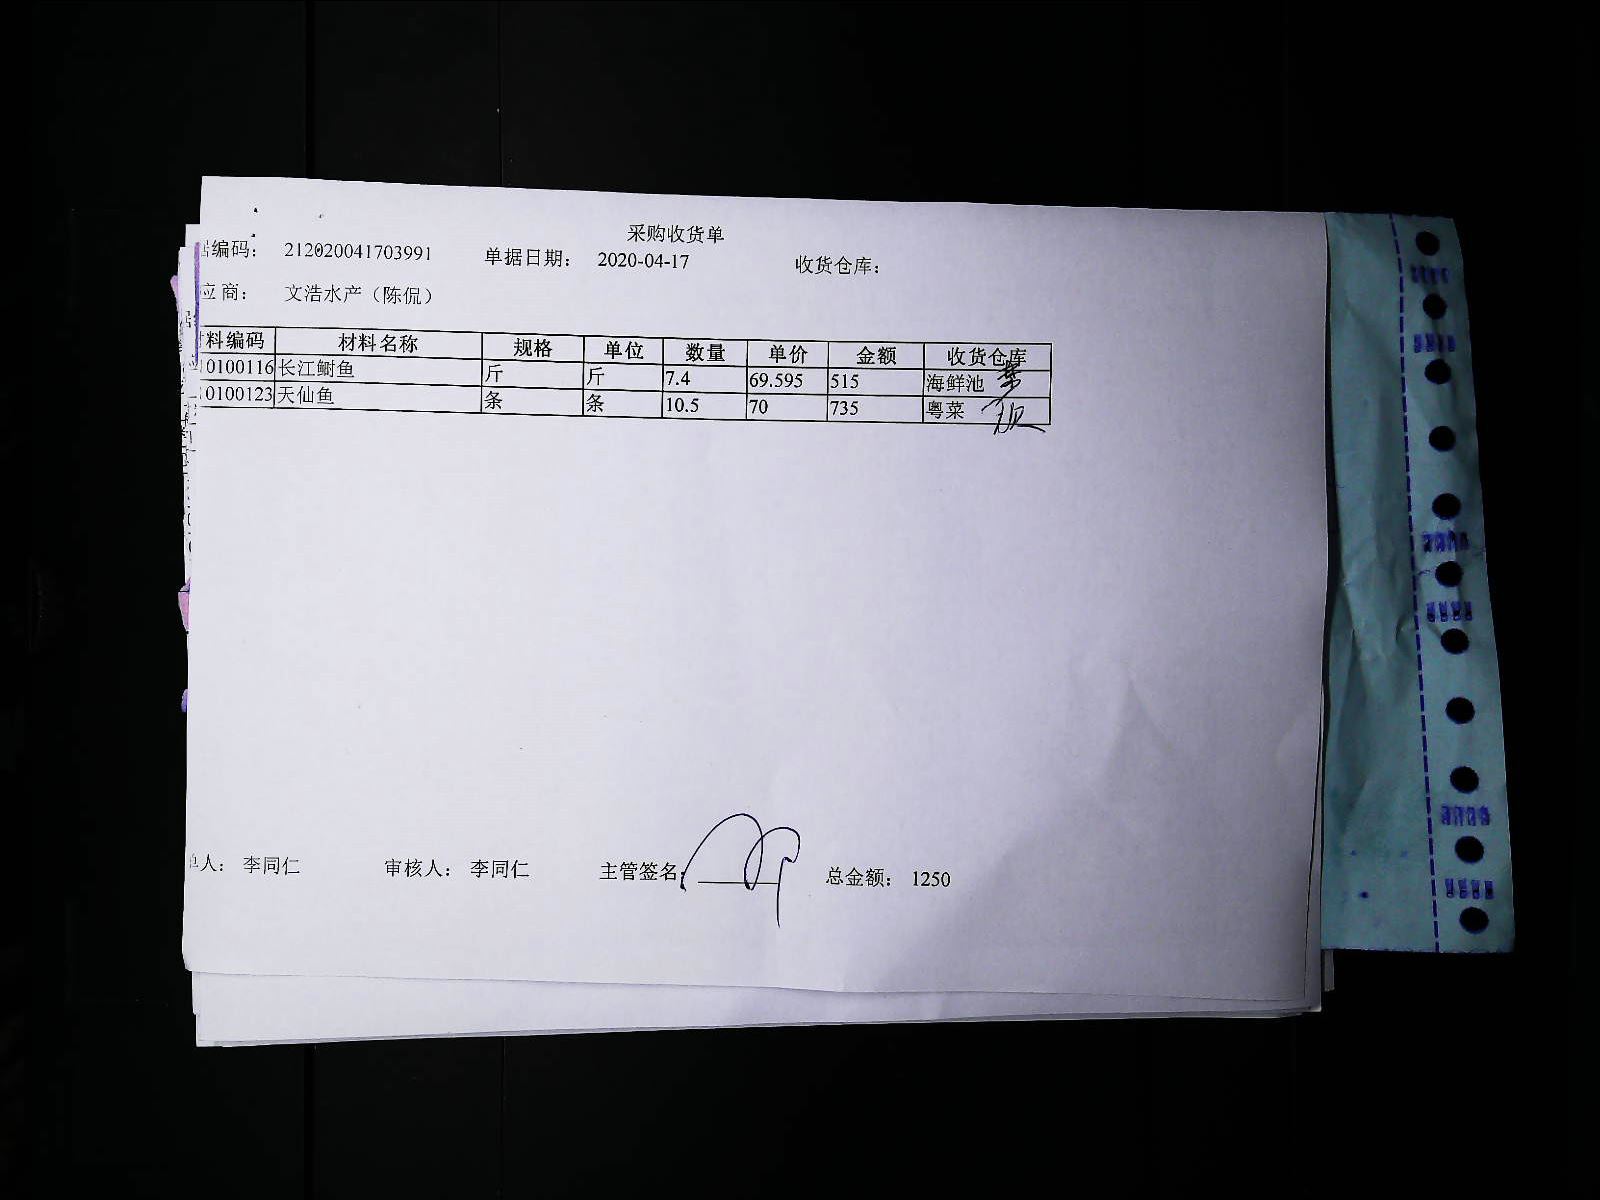 采购收货单
据编码： 212020041703991 单据日期： 2020-04-17 收货仓库：
应商： 文浩水产（陈侃）
材料编码 材料名称 规格 单位 数量 单价 金额 收货仓库
10100116 长江鲥鱼 斤 斤 7.4 69.595 515 海鲜池
10100123 天仙鱼 条 条 10.5 70 735 粤菜
单人： 李同仁 审核人： 李同仁 主管签名： 总金额： 1250